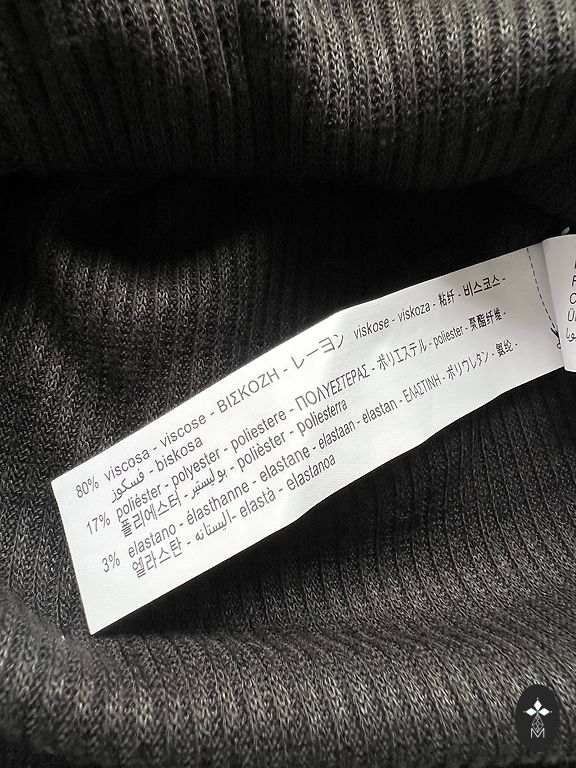 80% viscosa - viscose - ΒΙΣΚΟΖΗ - レーヨン viskose - viskoza - 粘纤 - 비스코스 -
فسكوز - biskosa
17% poliéster - polyester - poliestere - ΠΟΛΥΕΣΤΕΡΑΣ - ポリエステル - poliester - 聚酯纤维 -
폴리에스터 - بوليستير - polièster - poliesterra
3% elastano - élasthanne - elastane - elastaan - elastan - ΕΛΑΣΤΙΝΗ - ポリウレタン - 氨纶 -
엘라스탄 - اليستانه - elastà - elastanoa
M